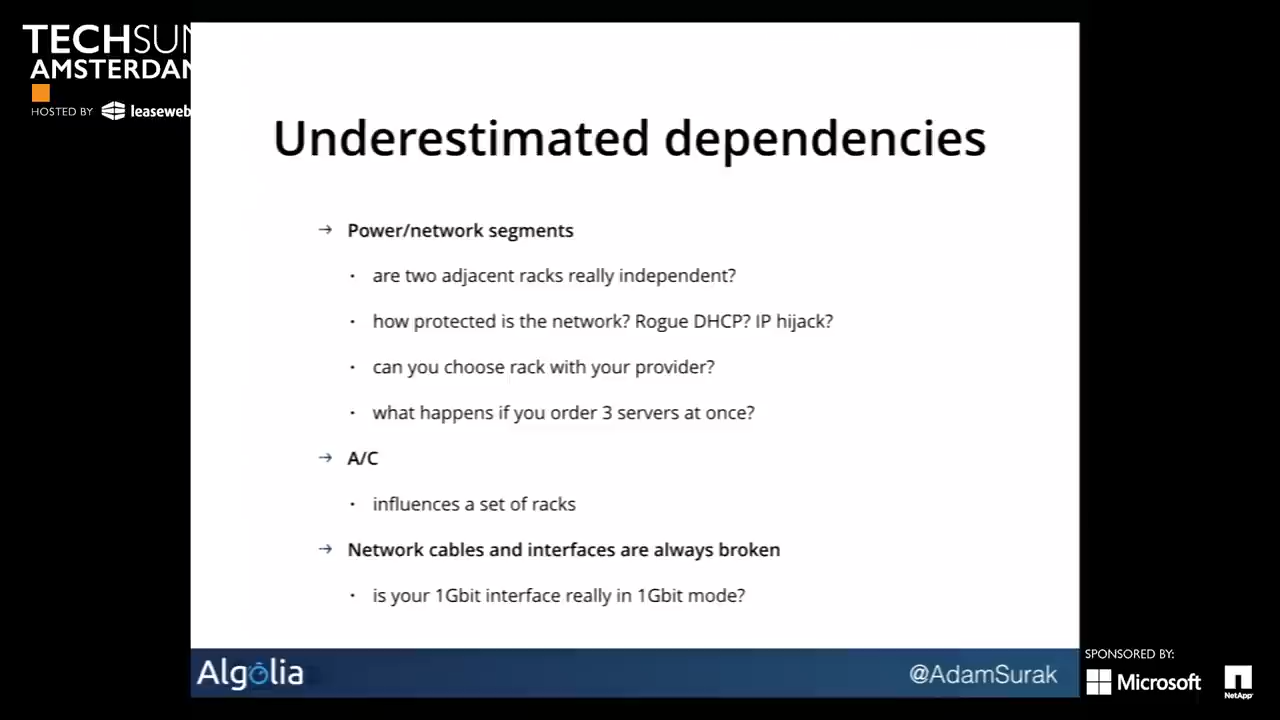 TECHSUM
AMSTERDAM
HOSTED BY leaseweb
Underestimated dependencies
→ Power/network segments
· are two adjacent racks really independent?
· how protected is the network? Rogue DHCP? IP hijack?
· can you choose rack with your provider?
· what happens if you order 3 servers at once?
→ A/C
· influences a set of racks
→ Network cables and interfaces are always broken
· is your 1Gbit interface really in 1Gbit mode?
Algolia
@AdamSurak
SPONSORED BY:
Microsoft
NetApp